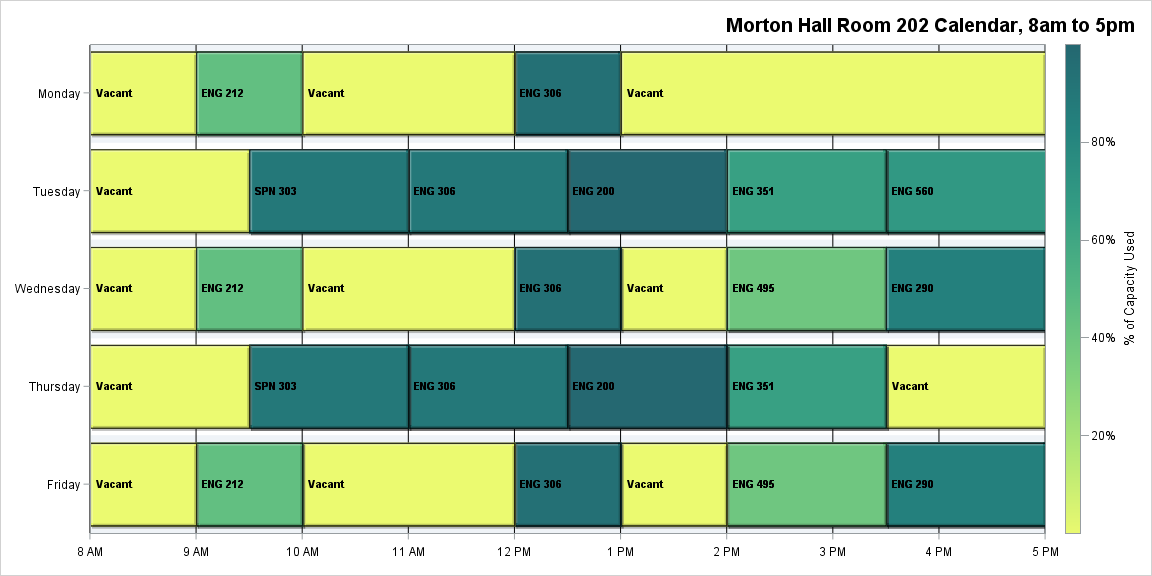 Morton Hall Room 202 Calendar, 8am to 5pm
Monday
Vacant
ENG 212
Vacant
ENG 306
Vacant
Tuesday
Vacant
SPN 303
ENG 306
ENG 200
ENG 351
ENG 560
Wednesday
Vacant
ENG 212
Vacant
ENG 306
Vacant
ENG 495
ENG 290
Thursday
Vacant
SPN 303
ENG 306
ENG 200
ENG 351
Vacant
Friday
Vacant
ENG 212
Vacant
ENG 306
Vacant
ENG 495
ENG 290
8 AM
9 AM
10 AM
11 AM
12 PM
1 PM
2 PM
3 PM
4 PM
5 PM
80%
60%
40%
20%
% of Capacity Used